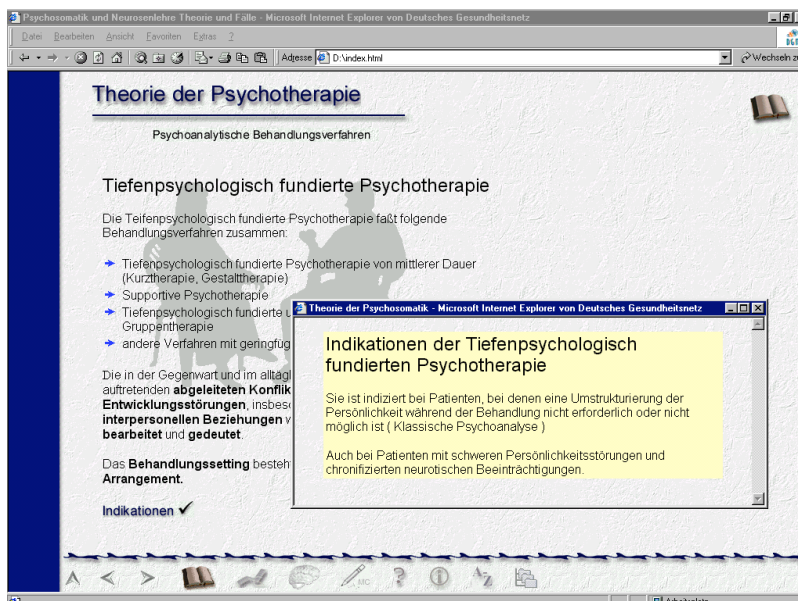 Psychosomatik und Neurosenlehre Theorie und Fälle - Microsoft Internet Explorer von Deutsches Gesundheitsnetz
Datei Bearbeiten Ansicht Favoriten Extras ?
Adresse D:\index.html Wechseln zu
Theorie der Psychotherapie
Psychoanalytische Behandlungsverfahren
Tiefenpsychologisch fundierte Psychotherapie
Die Teifenpsychologisch fundierte Psychotherapie faßt folgende
Behandlungsverfahren zusammen:
Tiefenpsychologisch fundierte Psychotherapie von mittlerer Dauer
(Kurztherapie, Gestalttherapie)
Supportive Psychotherapie
Tiefenpsychologisch fundierte
Gruppentherapie
andere Verfahren mit geringfüg
Die in der Gegenwart und im alltägl
auftretenden abgeleiteten Konflik
Entwicklungsstörungen, insbes
interpersonellen Beziehungen
bearbeitet und gedeutet.
Das Behandlungssetting besteh
Arrangement.
Indikationen
Theorie der Psychosomatik - Microsoft Internet Explorer von Deutsches Gesundheitsnetz
Indikationen der Tiefenpsychologisch
fundierten Psychotherapie
Sie ist indiziert bei Patienten, bei denen eine Umstrukturierung der
Persönlichkeit während der Behandlung nicht erforderlich oder nicht
möglich ist ( Klassische Psychoanalyse )
Auch bei Patienten mit schweren Persönlichkeitsstörungen und
chronifizierten neurotischen Beeinträchtigungen.
MC ? i A-Z